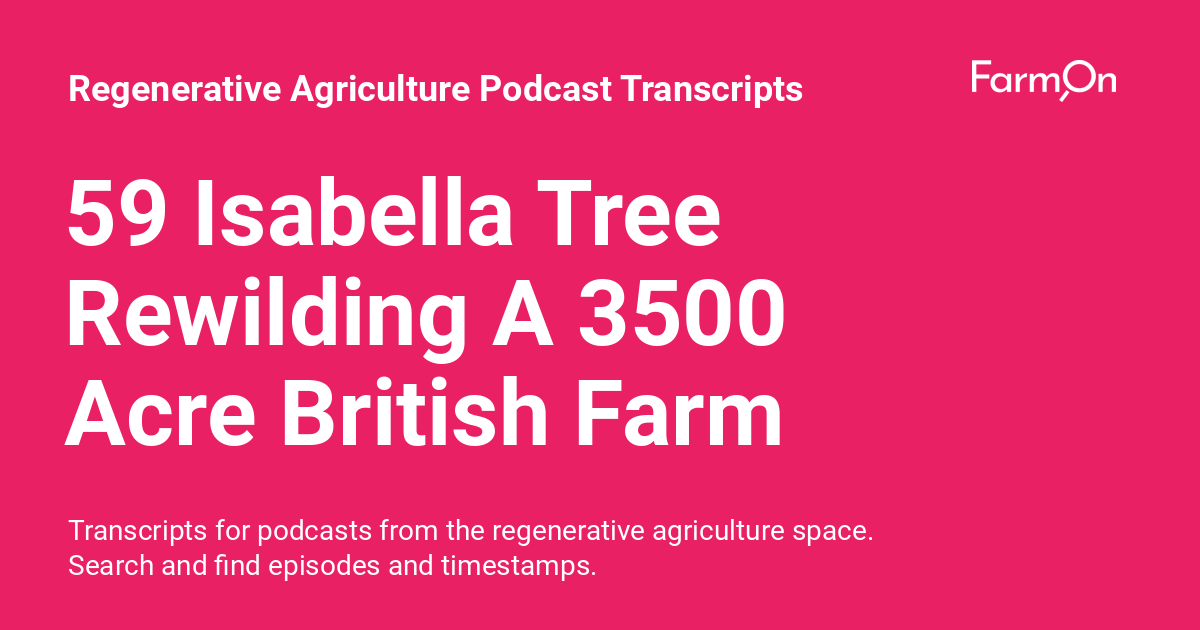 Regenerative Agriculture Podcast Transcripts
FarmOn
59 Isabella Tree
Rewilding A 3500
Acre British Farm
Transcripts for podcasts from the regenerative agriculture space.
Search and find episodes and timestamps.